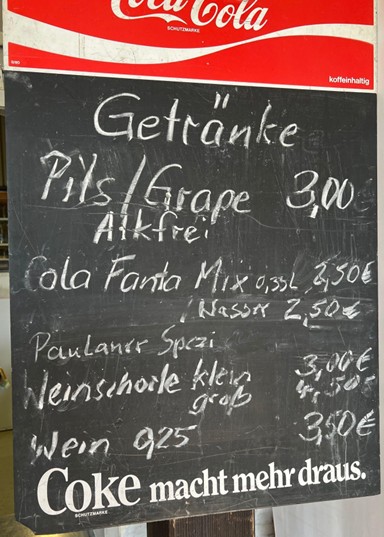 Coca-Cola
SCHUTZMARKE
koffeinhaltig
Getränke
Pils/Grape 3,00
Alkfrei
Cola Fanta Mix 0,33L 2,50€
/Wasser 2,50€
Paulaner Spezi
Weinschorle klein 3,00€
groß 4,50€
Wein 0,25 3,50€
Coke macht mehr draus.
SCHUTZMARKE